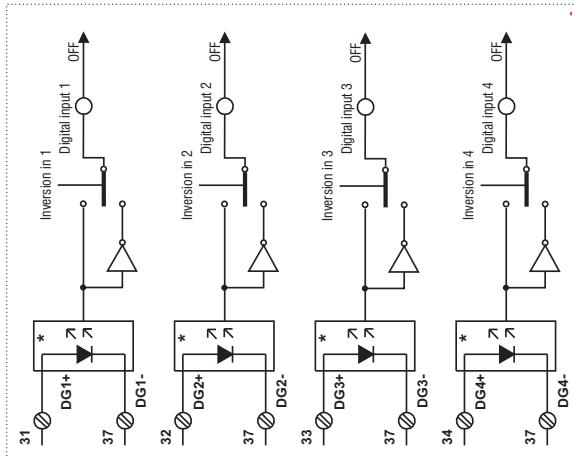 OFF
Digital input 1
Inversion in 1
*
DG1+
DG1-
31
37
OFF
Digital input 2
Inversion in 2
*
DG2+
DG2-
32
37
OFF
Digital input 3
Inversion in 3
*
DG3+
DG3-
33
37
OFF
Digital input 4
Inversion in 4
*
DG4+
DG4-
34
37